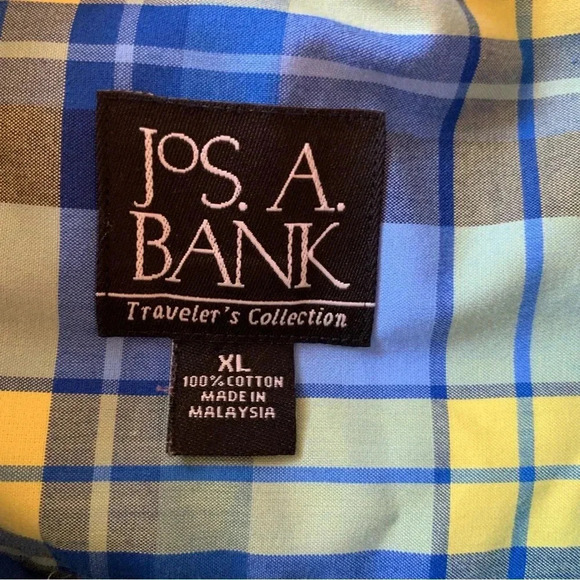 JOS. A.
BANK
Traveler's Collection
XL
100% COTTON
MADE IN
MALAYSIA